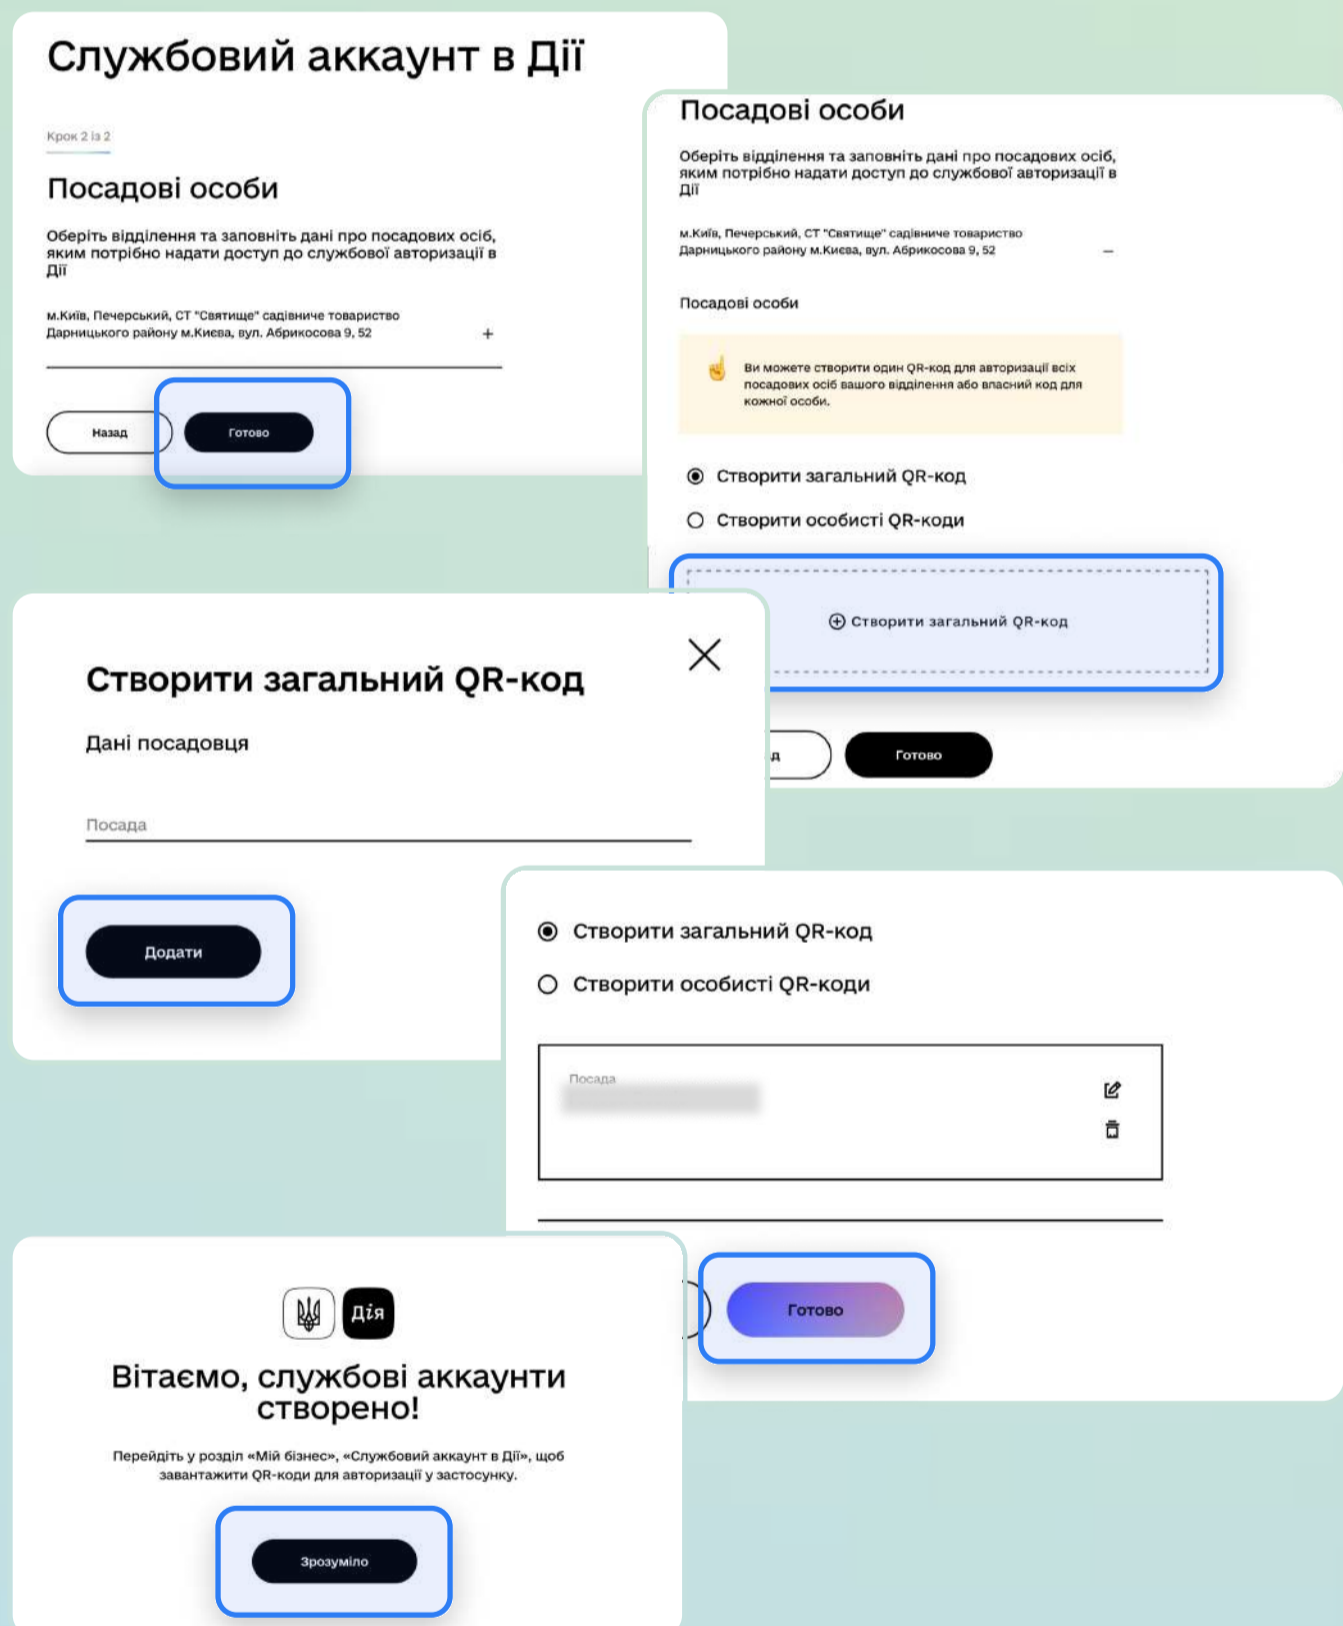 Службовий аккаунт в Дії
Крок 2 із 2
Посадові особи
Оберіть відділення та заповніть дані про посадових осіб,
яким потрібно надати доступ до службової авторизації в
Дії
м.Київ, Печерський, СТ "Святище" садівниче товариство
Дарницького району м.Києва, вул. Абрикосова 9, 52
Назад
Готово
Посадові особи
Оберіть відділення та заповніть дані про посадових осіб,
яким потрібно надати доступ до службової авторизації в
Дії
м.Київ, Печерський, СТ "Святище" садівниче товариство
Дарницького району м.Києва, вул. Абрикосова 9, 52
Посадові особи
Ви можете створити один QR-код для авторизації всіх
посадових осіб вашого відділення або власний код для
кожної особи.
Створити загальний QR-код
Створити особисті QR-коди
Створити загальний QR-код
д
Готово
Створити загальний QR-код
Дані посадовця
Посада
Додати
Створити загальний QR-код
Створити особисті QR-коди
Посада
Готово
Дія
Вітаємо, службові аккаунти
створено!
Перейдіть у розділ «Мій бізнес», «Службовий аккаунт в Дії», щоб
завантажити QR-коди для авторизації у застосунку.
Зрозуміло